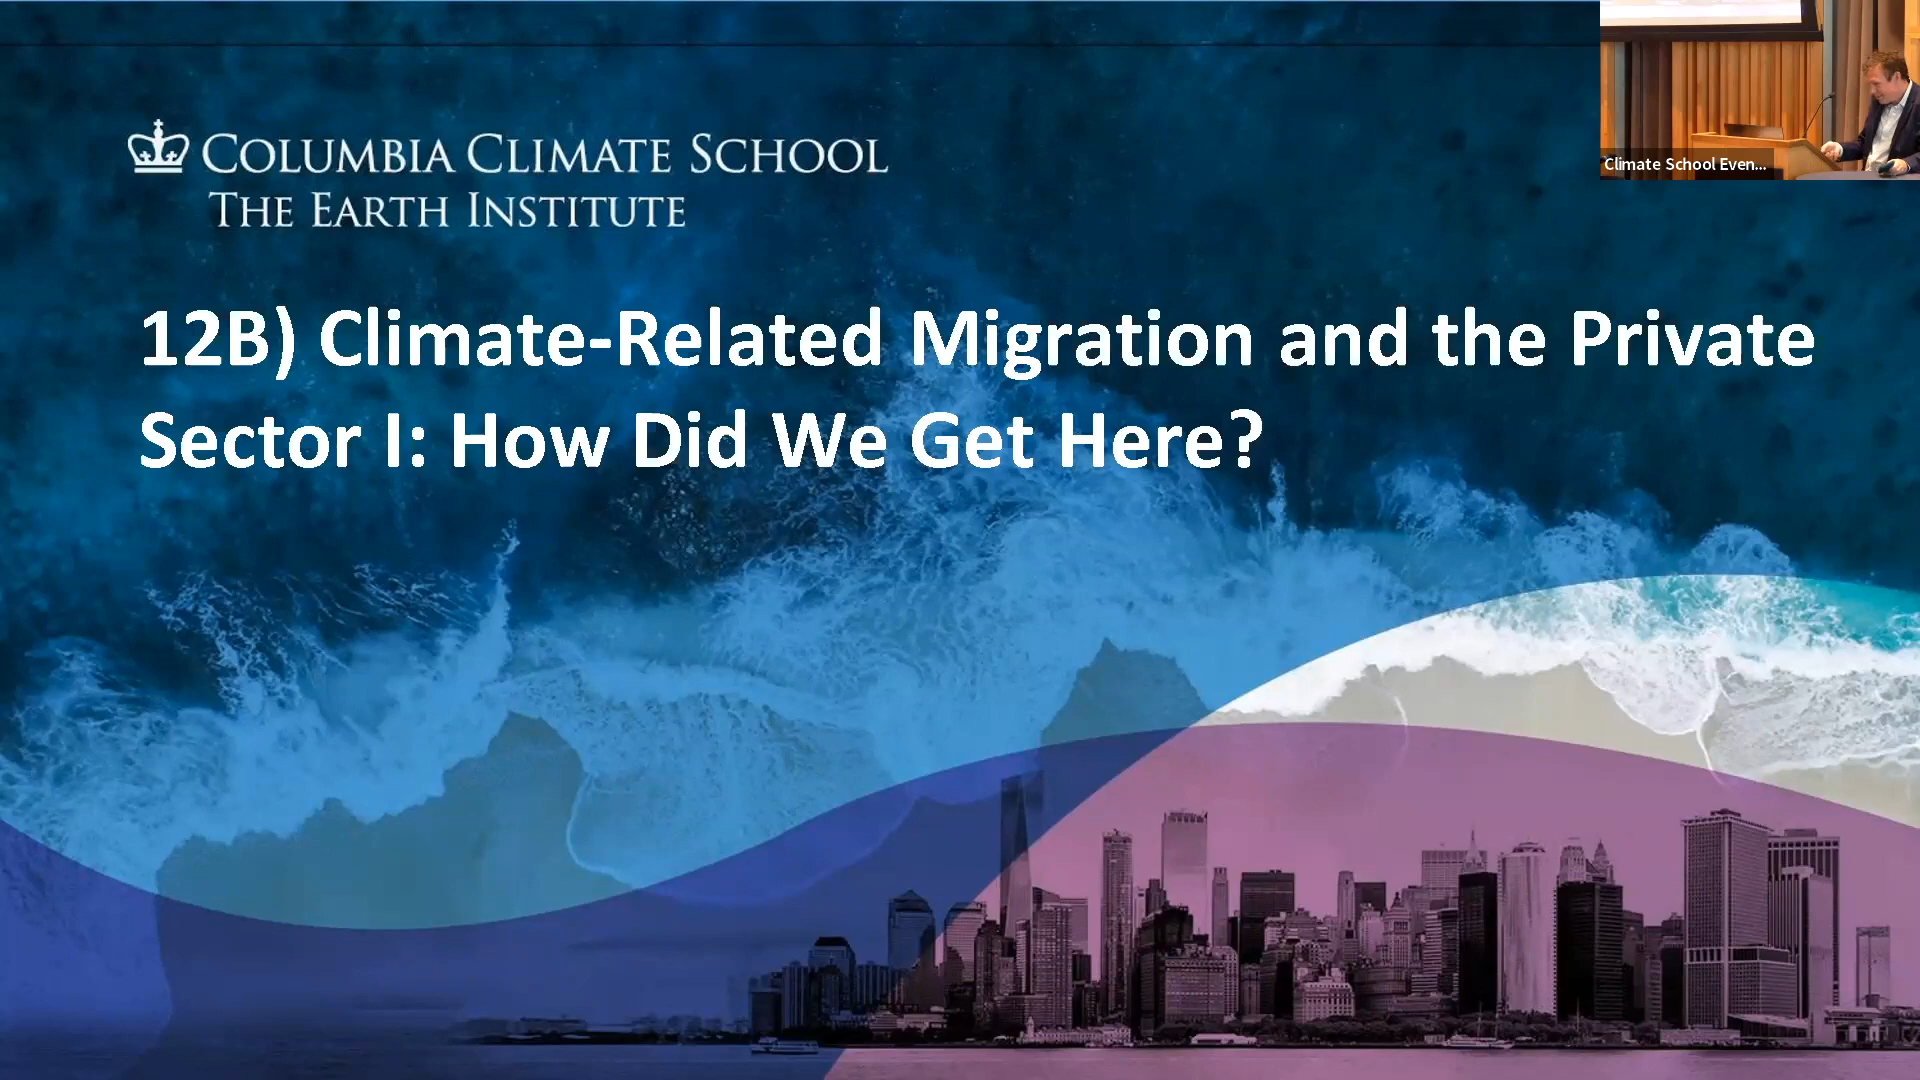 COLUMBIA CLIMATE SCHOOL
THE EARTH INSTITUTE
12B) Climate-Related Migration and the Private
Sector I: How Did We Get Here?
Climate School Even...